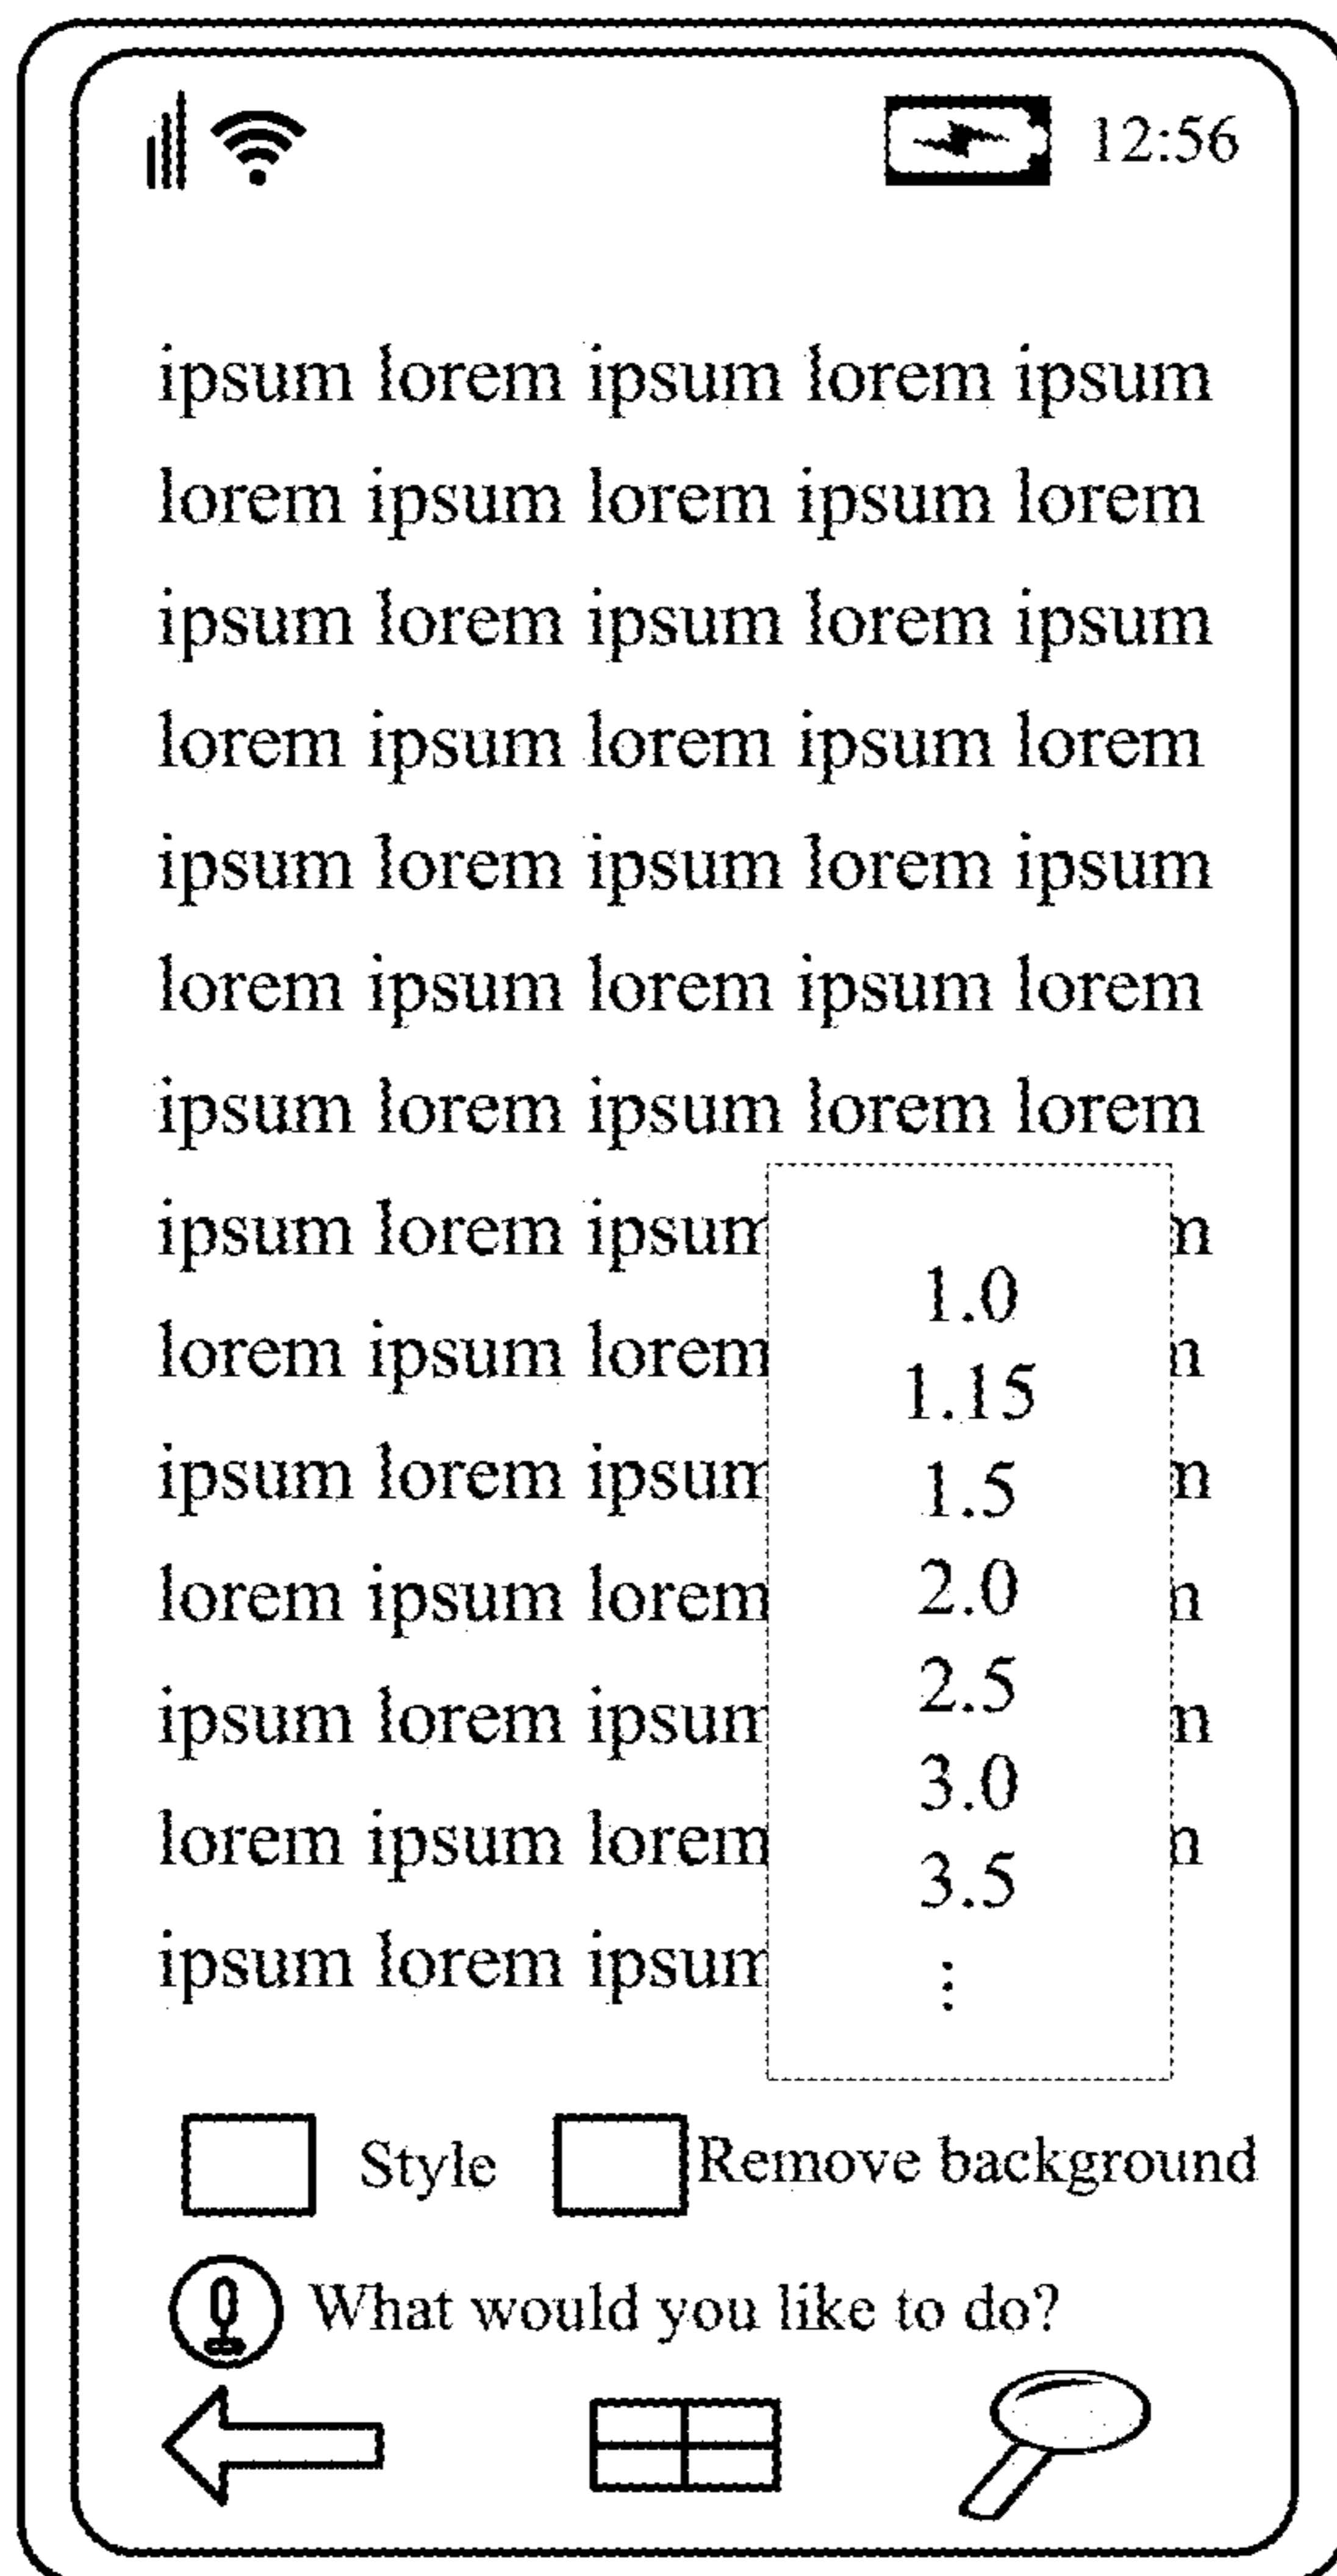 12:56
ipsum lorem ipsum lorem ipsum
lorem ipsum lorem ipsum lorem
ipsum lorem ipsum lorem ipsum
lorem ipsum lorem ipsum lorem
ipsum lorem ipsum lorem ipsum
lorem ipsum lorem ipsum lorem
ipsum lorem ipsum lorem lorem
ipsum lorem
lorem ipsum lorem
ipsum lorem
lorem ipsum lorem
ipsum lorem
lorem ipsum lorem
ipsum lorem
1.0
1.15
1.5
2.0
2.5
3.0
3.5
⋮
Style Remove background
What would you like to do?